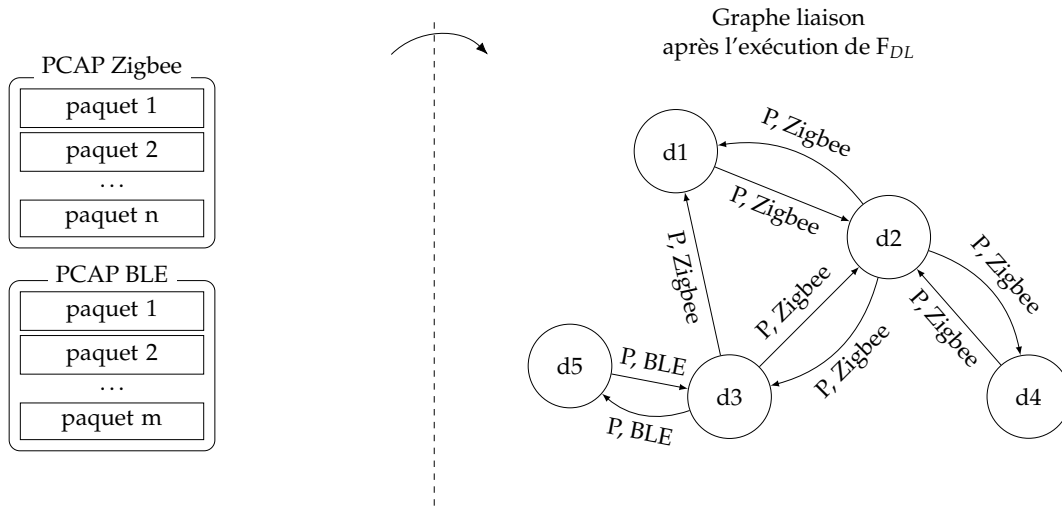 PCAP Zigbee
paquet 1
paquet 2
...
paquet n
PCAP BLE
paquet 1
paquet 2
...
paquet m
Graphe liaison
après l'exécution de F_DL
d1
P, Zigbee
P, Zigbee
d2
P, Zigbee
P, Zigbee
P, Zigbee
P, Zigbee
P, Zigbee
d5
P, BLE
P, BLE
d3
d4